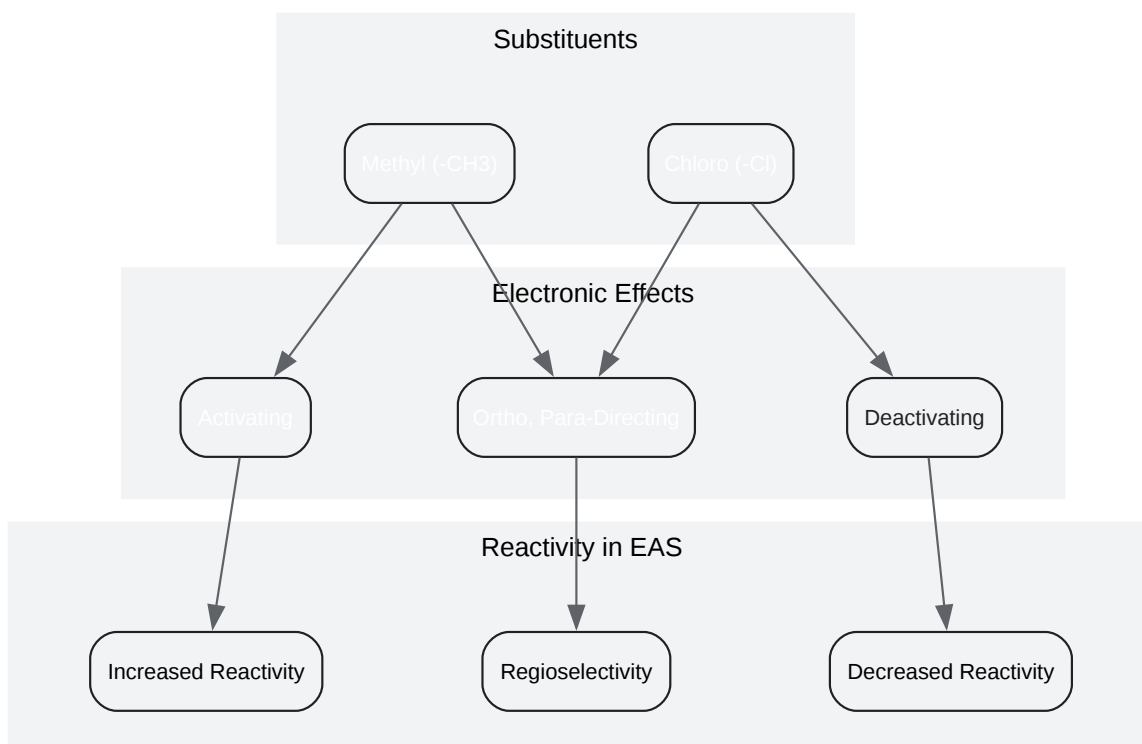 Substituents
Methyl (-CH3)
Chloro (-Cl)
Electronic Effects
Activating
Ortho, Para-Directing
Deactivating
Reactivity in EAS
Increased Reactivity
Regioselectivity
Decreased Reactivity